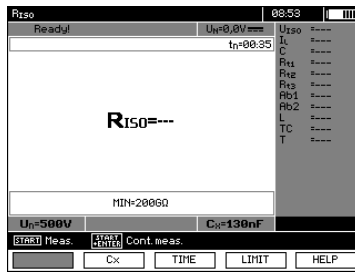 RISO 08:53
Ready! UN=0,0V
tn=00:35
RISO=---
MIN=200GΩ
Un=500V CX=130nF
START Meas. START +ENTER Cont.meas.
Cx TIME LIMIT HELP
UISO =---
IL =---
C =---
Rt1 =---
Rt2 =---
Rt3 =---
Ab1 =---
Ab2 =---
L =---
TC =---
T =---